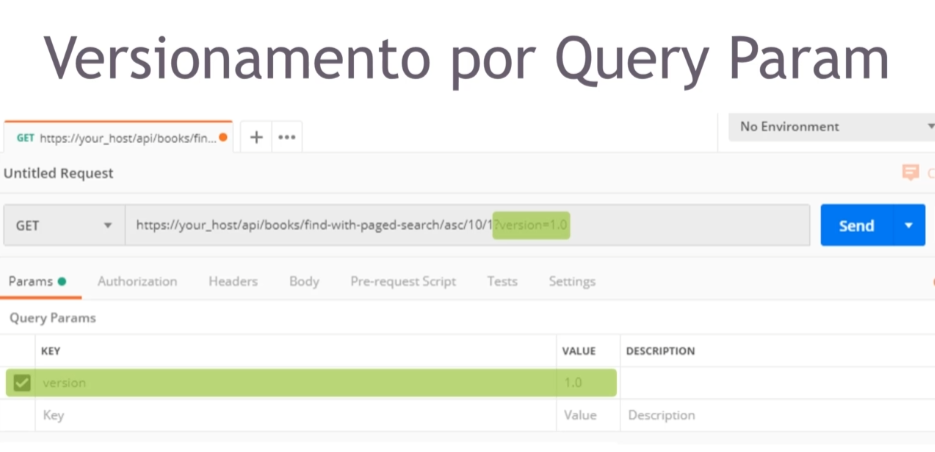 Versionamento por Query Param
GET https://your_host/api/books/fin... + •••
No Environment
Untitled Request
GET https://your_host/api/books/find-with-paged-search/asc/10/1?version=1.0 Send
Params Authorization Headers Body Pre-request Script Tests Settings
Query Params
KEY VALUE DESCRIPTION
version 1.0
Key Value Description